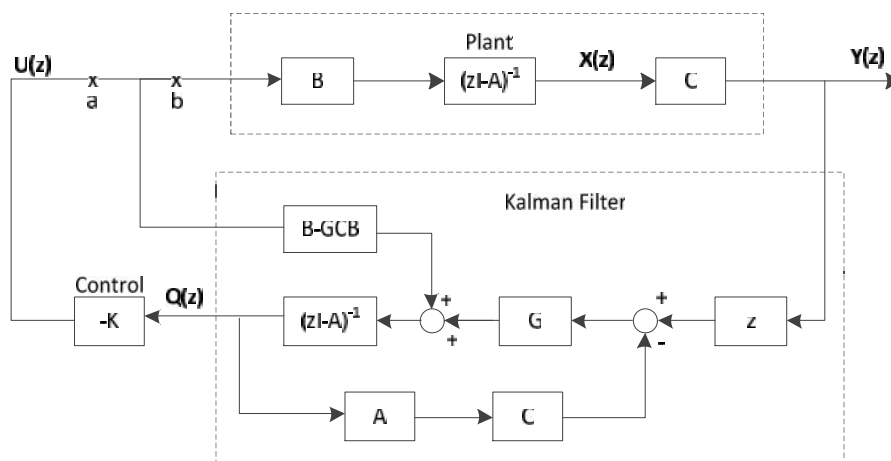 Plant
U(z)
X(z)
Y(z)
x
x
a
b
B
(zI-A)⁻¹
C
Kalman Filter
B-GCB
Control
Q(z)
+
+
-K
(zI-A)⁻¹
G
z
+
-
A
C